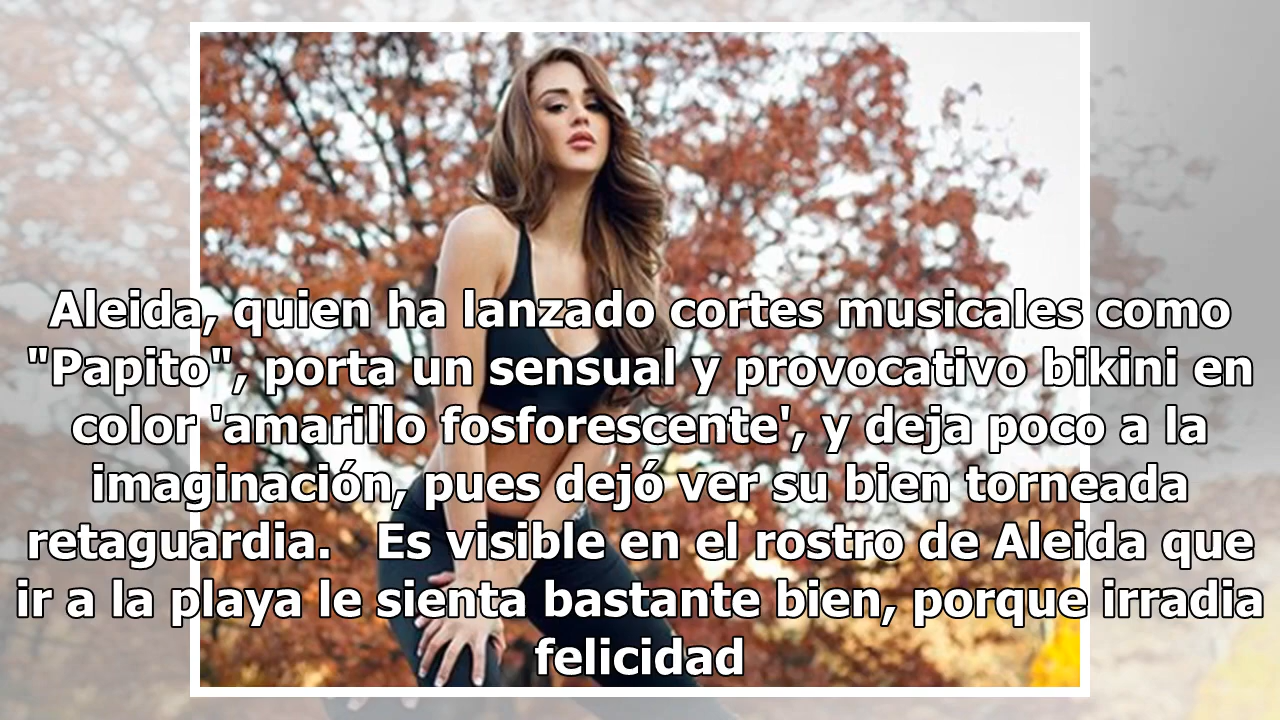 Aleida, quien ha lanzado cortes musicales como
"Papito", porta un sensual y provocativo bikini en
color 'amarillo fosforescente', y deja poco a la
imaginación, pues dejó ver su bien torneada
retaguardia.   Es visible en el rostro de Aleida que
ir a la playa le sienta bastante bien, porque irradia
felicidad